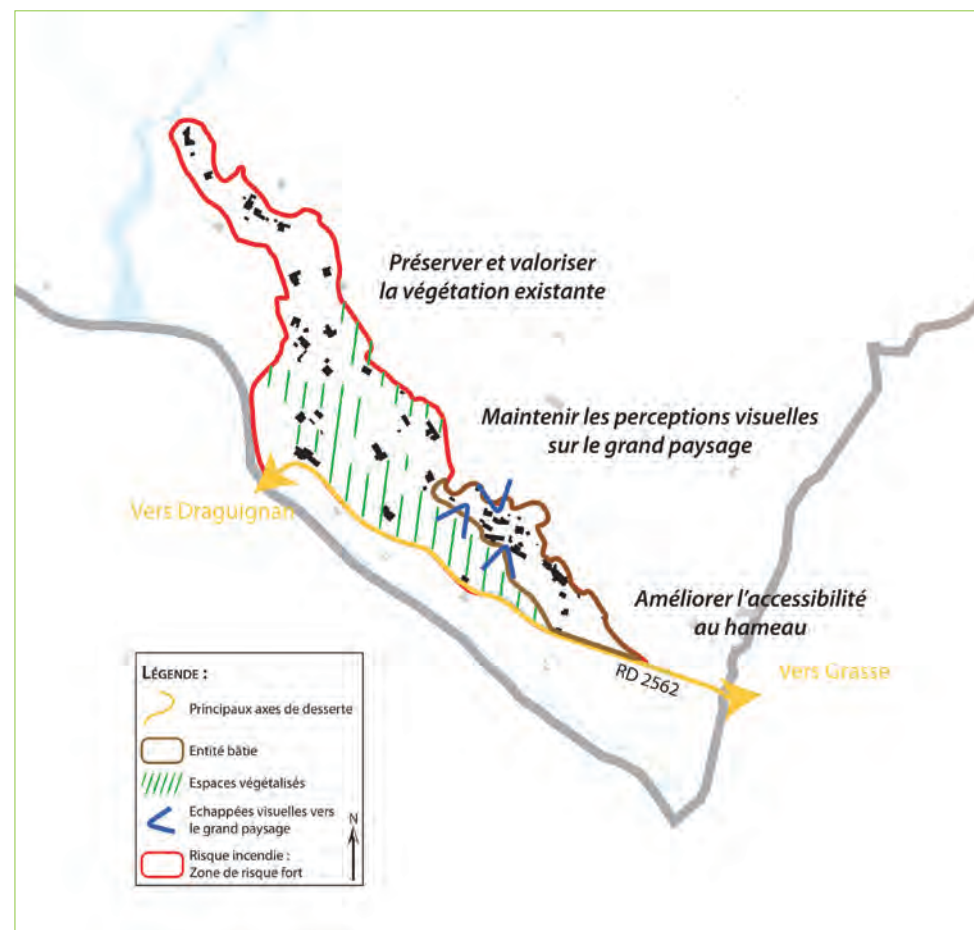 Préserver et valoriser
la végétation existante
Maintenir les perceptions visuelles
sur le grand paysage
Vers Draguignan
Améliorer l'accessibilité
au hameau
Vers Grasse
RD 2562
LÉGENDE :
Principaux axes de desserte
Entité bâtie
Espaces végétalisés
Echappées visuelles vers
le grand paysage
N
Risque incendie :
Zone de risque fort